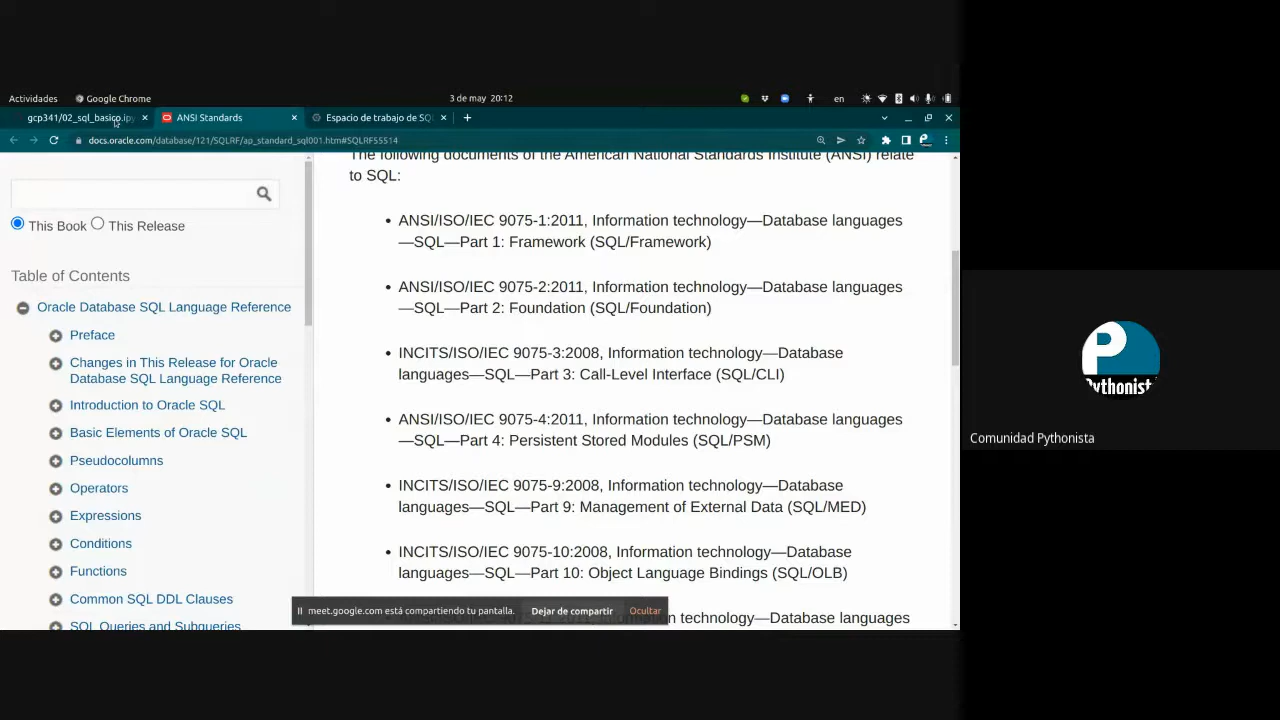 Actividades
Google Chrome
3 de may 20:12
en
gcp341/02_sql_basico.ipy
ANSI Standards
Espacio de trabajo de SQL
docs.oracle.com/database/121/SQLRF/ap_standard_sql001.htm#SQLRF55514
This Book
This Release
Table of Contents
Oracle Database SQL Language Reference
Preface
Changes in This Release for Oracle
Database SQL Language Reference
Introduction to Oracle SQL
Basic Elements of Oracle SQL
Pseudocolumns
Operators
Expressions
Conditions
Functions
Common SQL DDL Clauses
SQL Queries and Subqueries
The following documents of the American National Standards Institute (ANSI) relate
to SQL:
• ANSI/ISO/IEC 9075-1:2011, Information technology—Database languages
—SQL—Part 1: Framework (SQL/Framework)
• ANSI/ISO/IEC 9075-2:2011, Information technology—Database languages
—SQL—Part 2: Foundation (SQL/Foundation)
• INCITS/ISO/IEC 9075-3:2008, Information technology—Database
languages—SQL—Part 3: Call-Level Interface (SQL/CLI)
• ANSI/ISO/IEC 9075-4:2011, Information technology—Database languages
—SQL—Part 4: Persistent Stored Modules (SQL/PSM)
• INCITS/ISO/IEC 9075-9:2008, Information technology—Database
languages—SQL—Part 9: Management of External Data (SQL/MED)
• INCITS/ISO/IEC 9075-10:2008, Information technology—Database
languages—SQL—Part 10: Object Language Bindings (SQL/OLB)
technology—Database languages
meet.google.com está compartiendo tu pantalla.
Dejar de compartir
Ocultar
Pythonist
Comunidad Pythonista